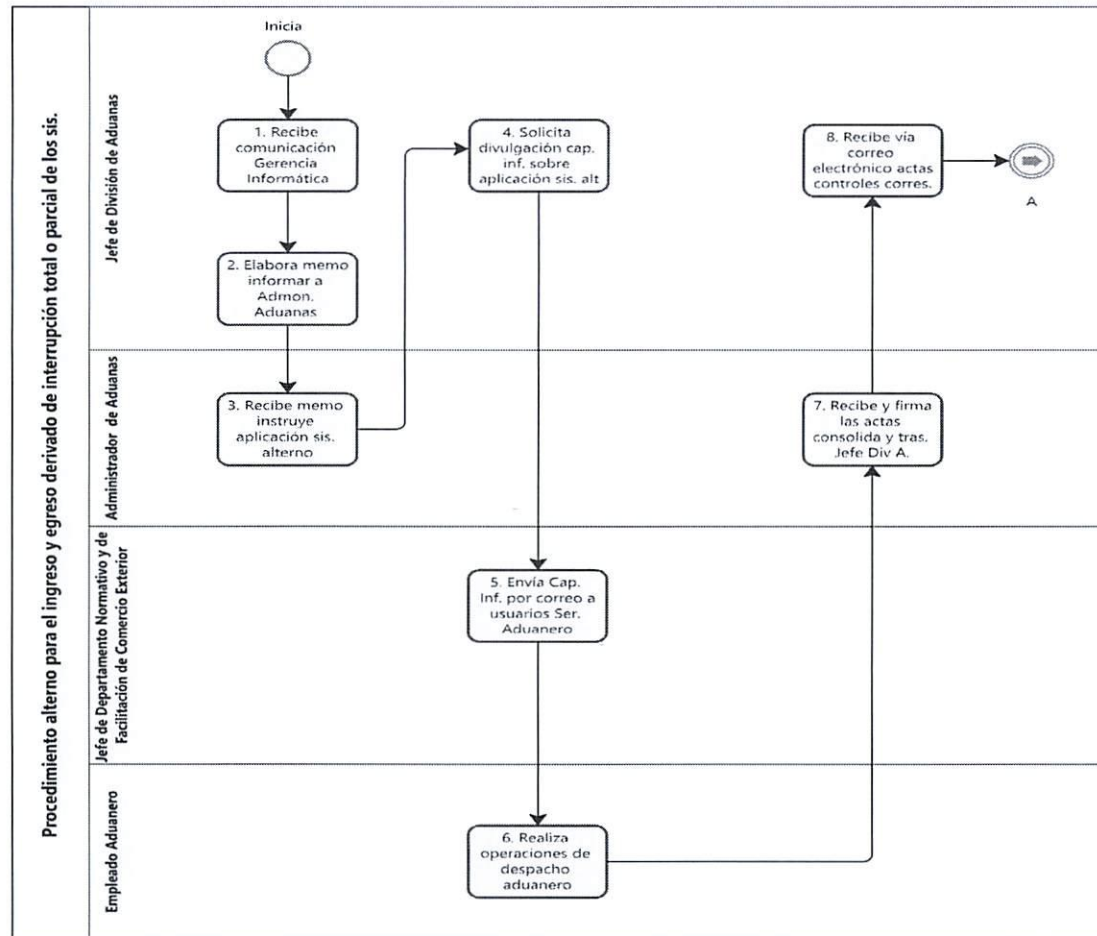 Procedimiento alterno para el ingreso y egreso derivado de interrupción total o parcial de los sis.
Jefe de División de Aduanas
Inicia
1. Recibe
comunicación
Gerencia
Informática
4. Solicita
divulgación cap.
inf. sobre
aplicación sis. alt
8. Recibe vía
correo
electrónico actas
controles corres.
A
2. Elabora memo
informar a
Admon.
Aduanas
Administrador de Aduanas
3. Recibe memo
instruye
aplicación sis.
alterno
7. Recibe y firma
las actas
consolida y tras.
Jefe Div A.
Jefe de Departamento Normativo y de
Facilitación de Comercio Exterior
5. Envía Cap.
Inf. por correo a
usuarios Ser.
Aduanero
Empleado Aduanero
6. Realiza
operaciones de
despacho
aduanero